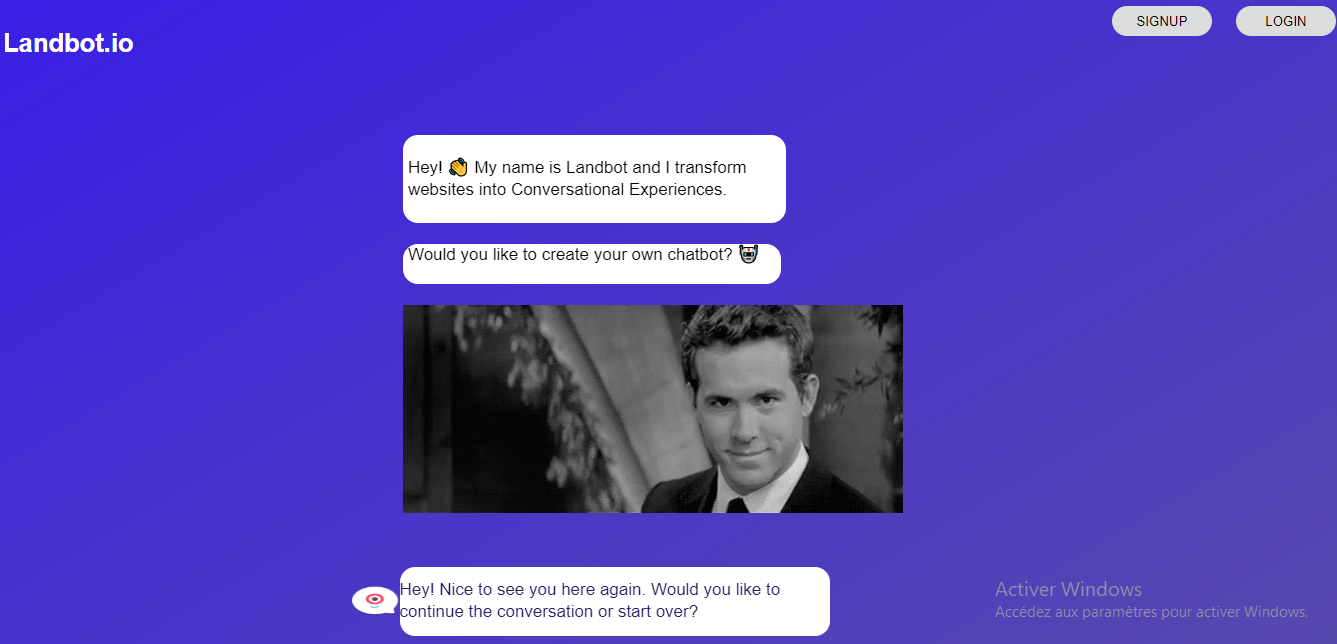 SIGNUP LOGIN
Landbot.io
Hey! 👏 My name is Landbot and I transform
websites into Conversational Experiences.
Would you like to create your own chatbot? 🤖
Hey! Nice to see you here again. Would you like to
continue the conversation or start over?
Activer Windows
Accédez aux paramètres pour activer Windows.